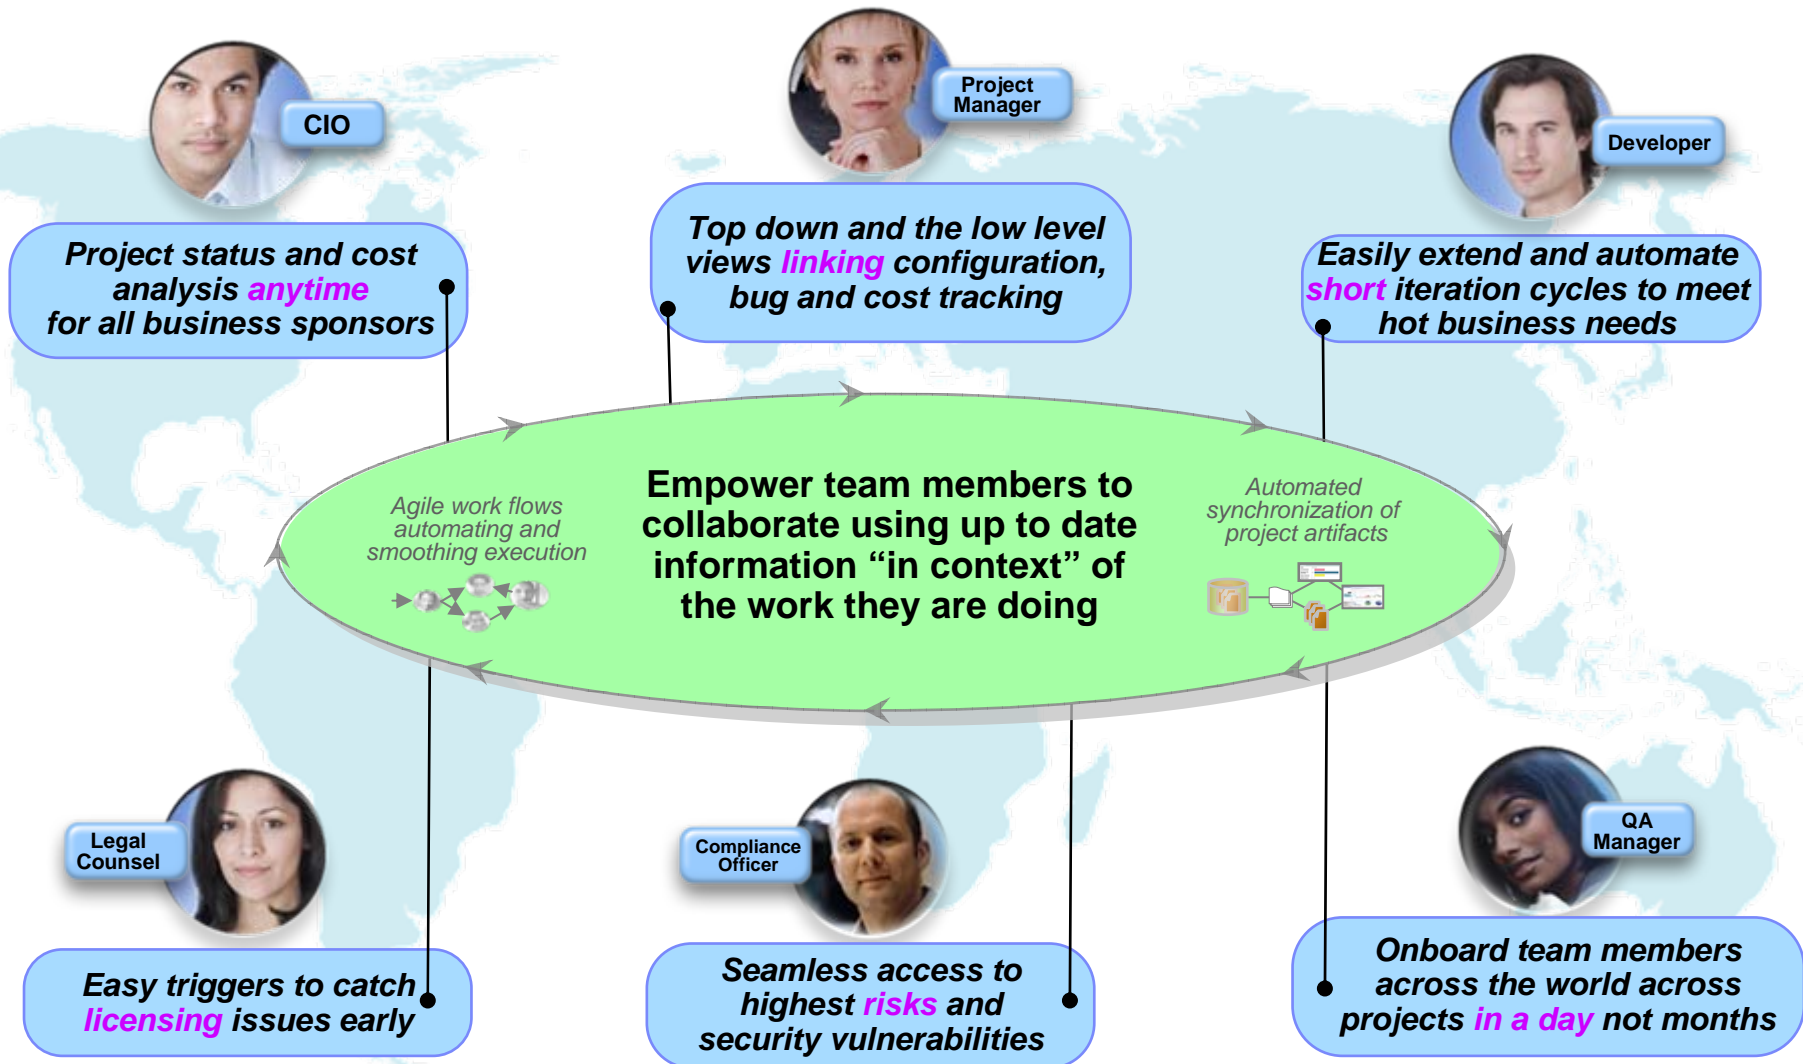 CIO
Project status and cost
analysis anytime
for all business sponsors
Project
Manager
Top down and the low level
views linking configuration,
bug and cost tracking
Developer
Easily extend and automate
short iteration cycles to meet
hot business needs
Agile work flows
automating and
smoothing execution
Empower team members to
collaborate using up to date
information “in context” of
the work they are doing
Automated
synchronization of
project artifacts
Legal
Counsel
Easy triggers to catch
licensing issues early
Compliance
Officer
Seamless access to
highest risks and
security vulnerabilities
QA
Manager
Onboard team members
across the world across
projects in a day not months